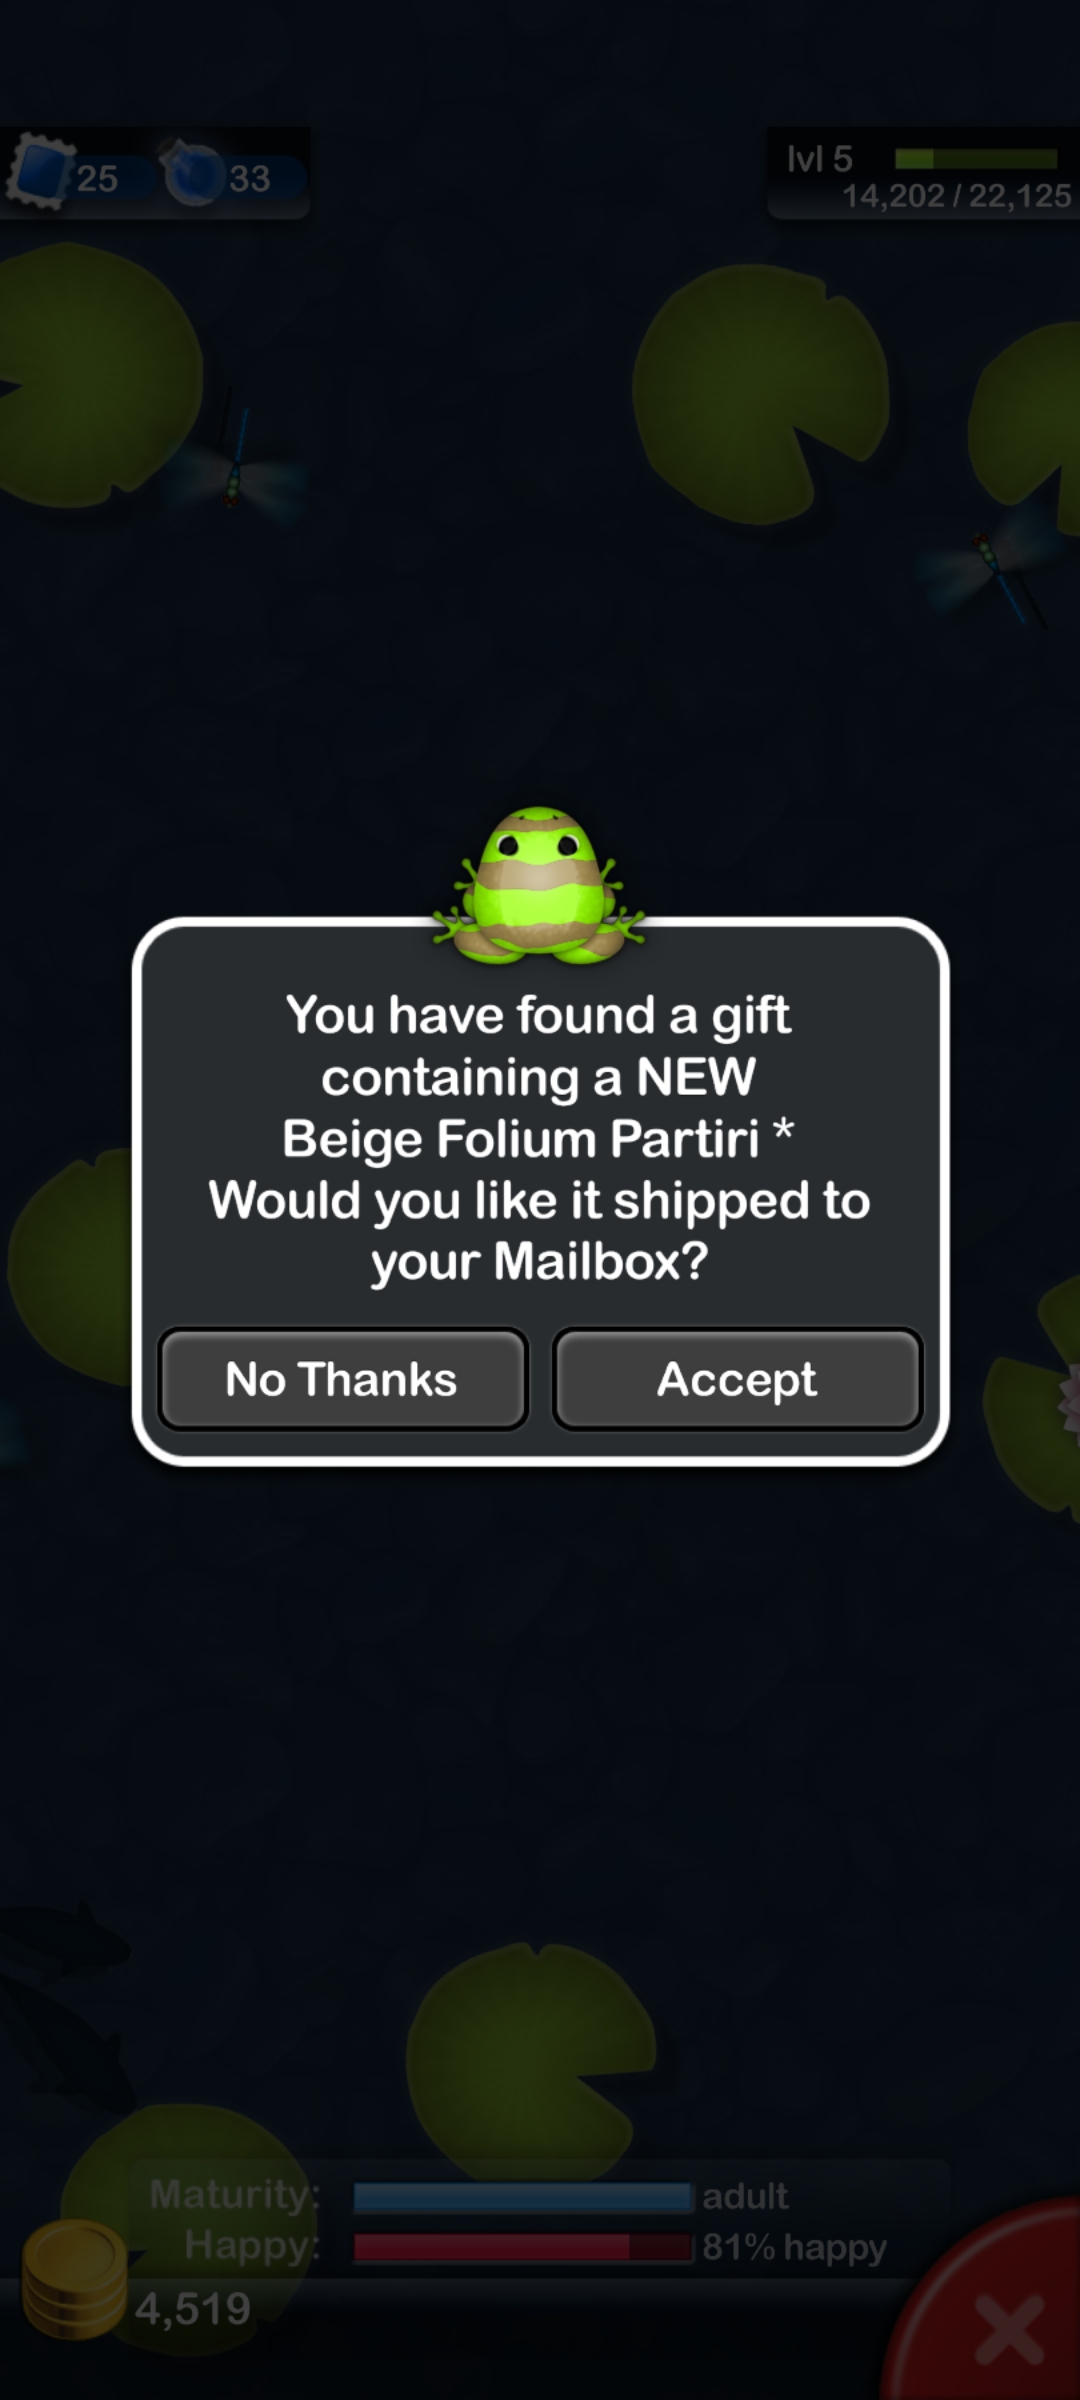 25
33
lvl 5
14,202 / 22,125
You have found a gift
containing a NEW
Beige Folium Partiri *
Would you like it shipped to
your Mailbox?
No Thanks
Accept
Maturity:
adult
Happy:
81% happy
4,519